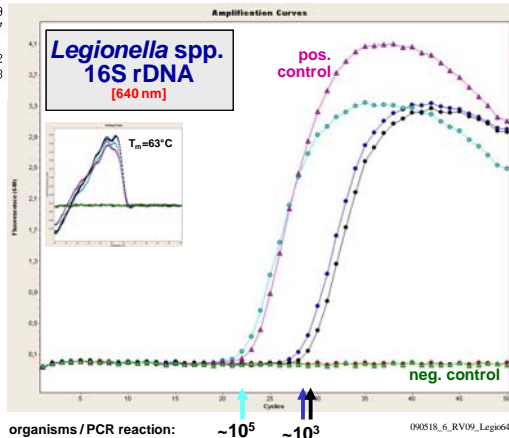 Amplification Curves
Legionella spp.
16S rDNA
[640 nm]
pos.
control
Tm=63°C
4,1
3,7
3,3
2,9
2,5
2,1
1,7
1,3
0,9
0,5
0,1
Fluorescence (640)
neg. control
5 10 15 20 25 30 35 40 45 50
Cycles
organisms / PCR reaction: ~10⁵ ~10³
090518_6_RV09_Legio64